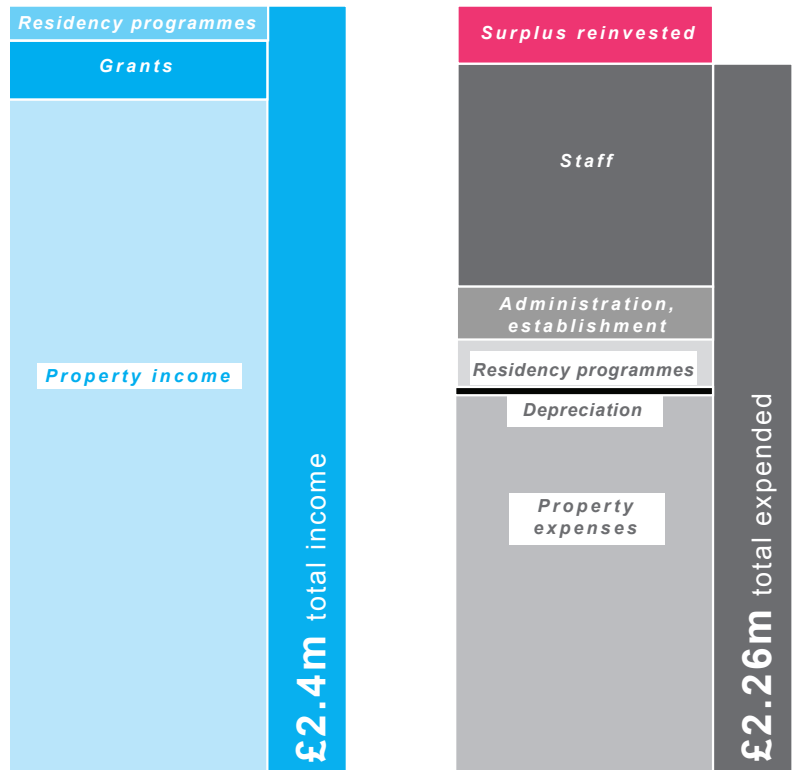 Residency programmes
Grants
Property income
£2.4m total income
Surplus reinvested
Staff
Administration,
establishment
Residency programmes
Depreciation
Property
expenses
£2.26m total expended